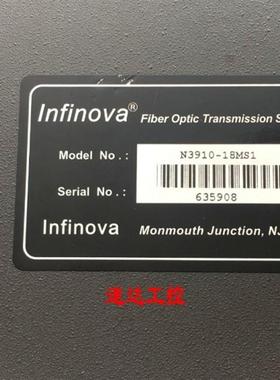 Infinova® Fiber Optic Transmission S
Model No.: N3910-18MS1
Serial No.: 635908
Infinova Monmouth Junction, NJ
速达工控